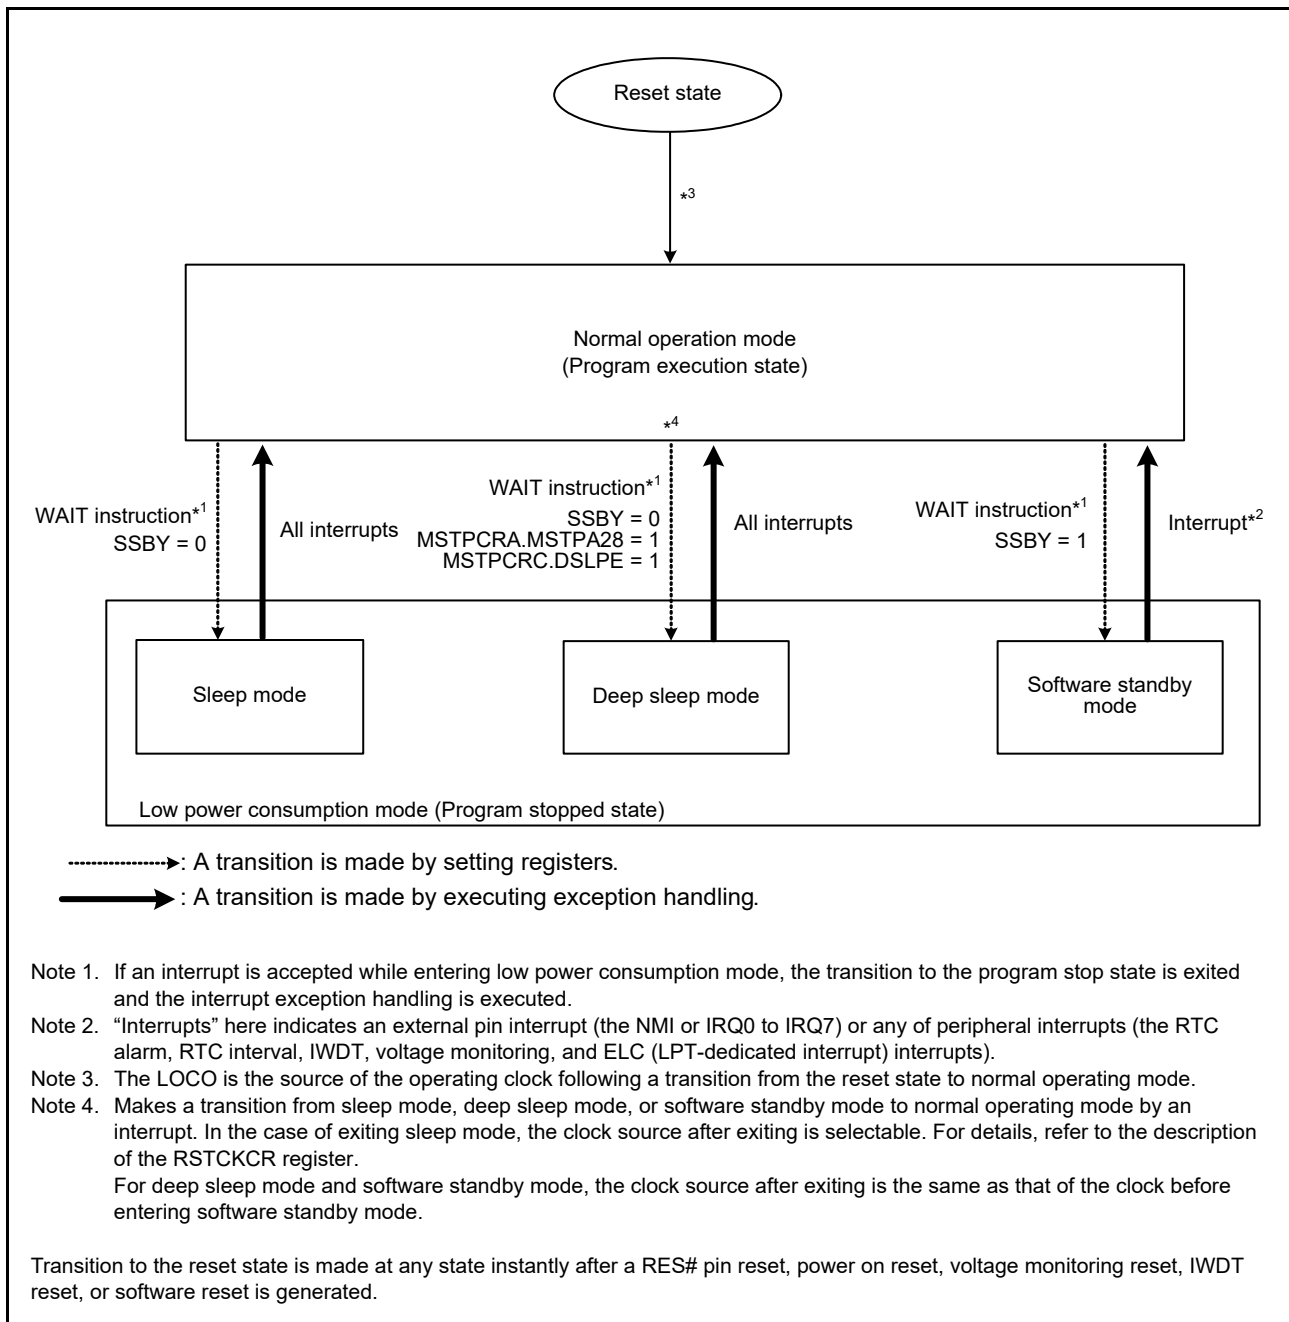 Reset state
*3
Normal operation mode
(Program execution state)
*4
WAIT instruction*1
SSBY = 0
All interrupts
WAIT instruction*1
SSBY = 0
MSTPCRA.MSTPA28 = 1
MSTPCRC.DSLPE = 1
All interrupts
WAIT instruction*1
SSBY = 1
Interrupt*2
Sleep mode
Deep sleep mode
Software standby
mode
Low power consumption mode (Program stopped state)
: A transition is made by setting registers.
: A transition is made by executing exception handling.
Note 1. If an interrupt is accepted while entering low power consumption mode, the transition to the program stop state is exited
and the interrupt exception handling is executed.
Note 2. “Interrupts” here indicates an external pin interrupt (the NMI or IRQ0 to IRQ7) or any of peripheral interrupts (the RTC
alarm, RTC interval, IWDT, voltage monitoring, and ELC (LPT-dedicated interrupt) interrupts).
Note 3. The LOCO is the source of the operating clock following a transition from the reset state to normal operating mode.
Note 4. Makes a transition from sleep mode, deep sleep mode, or software standby mode to normal operating mode by an
interrupt. In the case of exiting sleep mode, the clock source after exiting is selectable. For details, refer to the description
of the RSTCKCR register.
For deep sleep mode and software standby mode, the clock source after exiting is the same as that of the clock before
entering software standby mode.
Transition to the reset state is made at any state instantly after a RES# pin reset, power on reset, voltage monitoring reset, IWDT
reset, or software reset is generated.